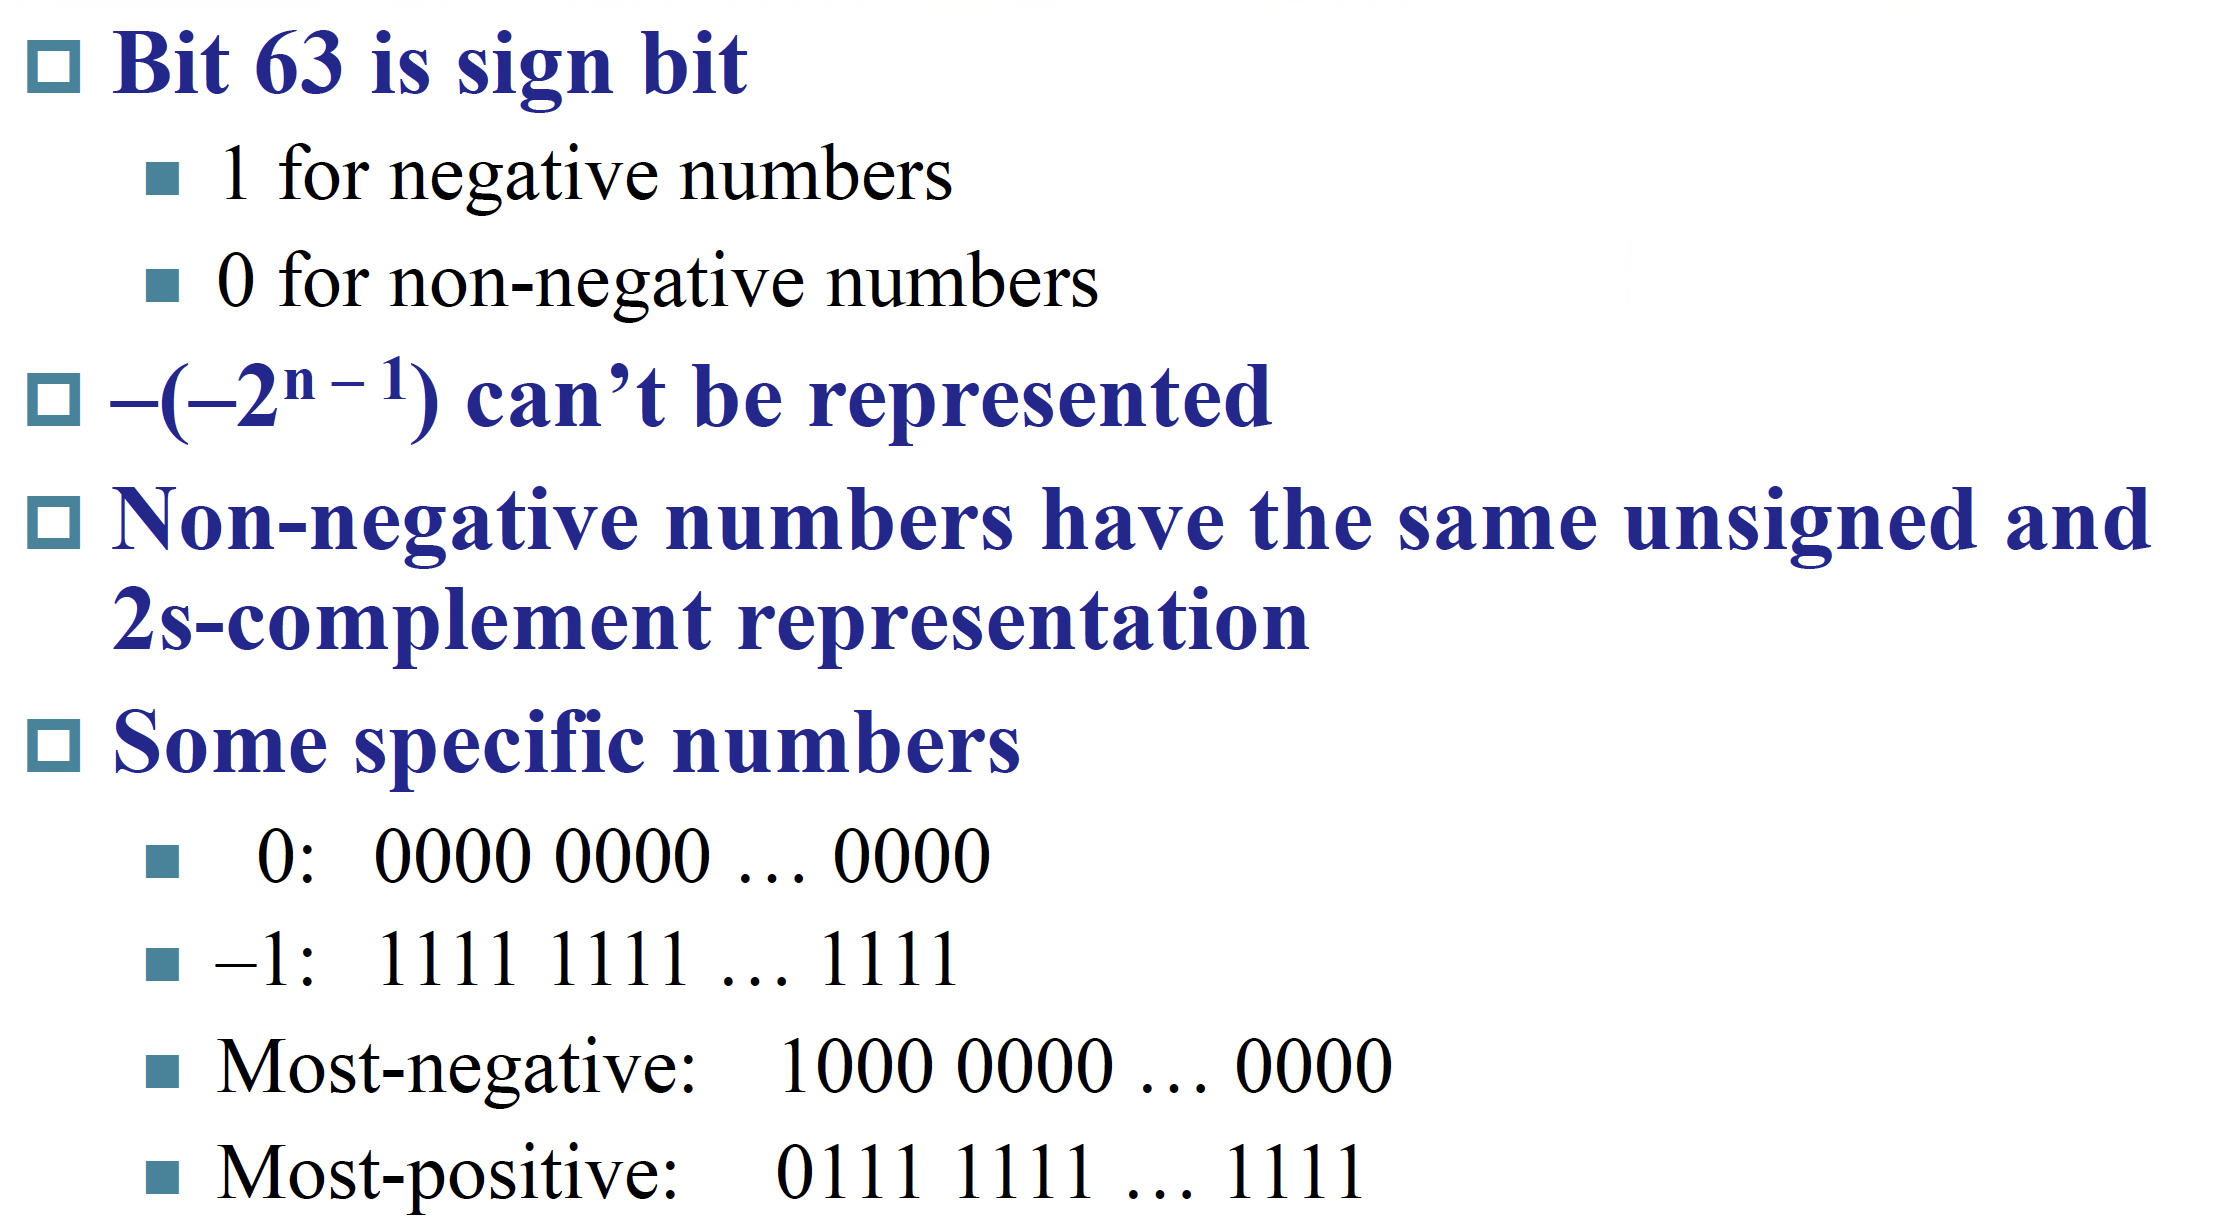 Bit 63 is sign bit
1 for negative numbers
0 for non-negative numbers
–(–2ⁿ ⁻ ¹) can’t be represented
Non-negative numbers have the same unsigned and
2s-complement representation
Some specific numbers
0: 0000 0000 … 0000
–1: 1111 1111 … 1111
Most-negative: 1000 0000 … 0000
Most-positive: 0111 1111 … 1111